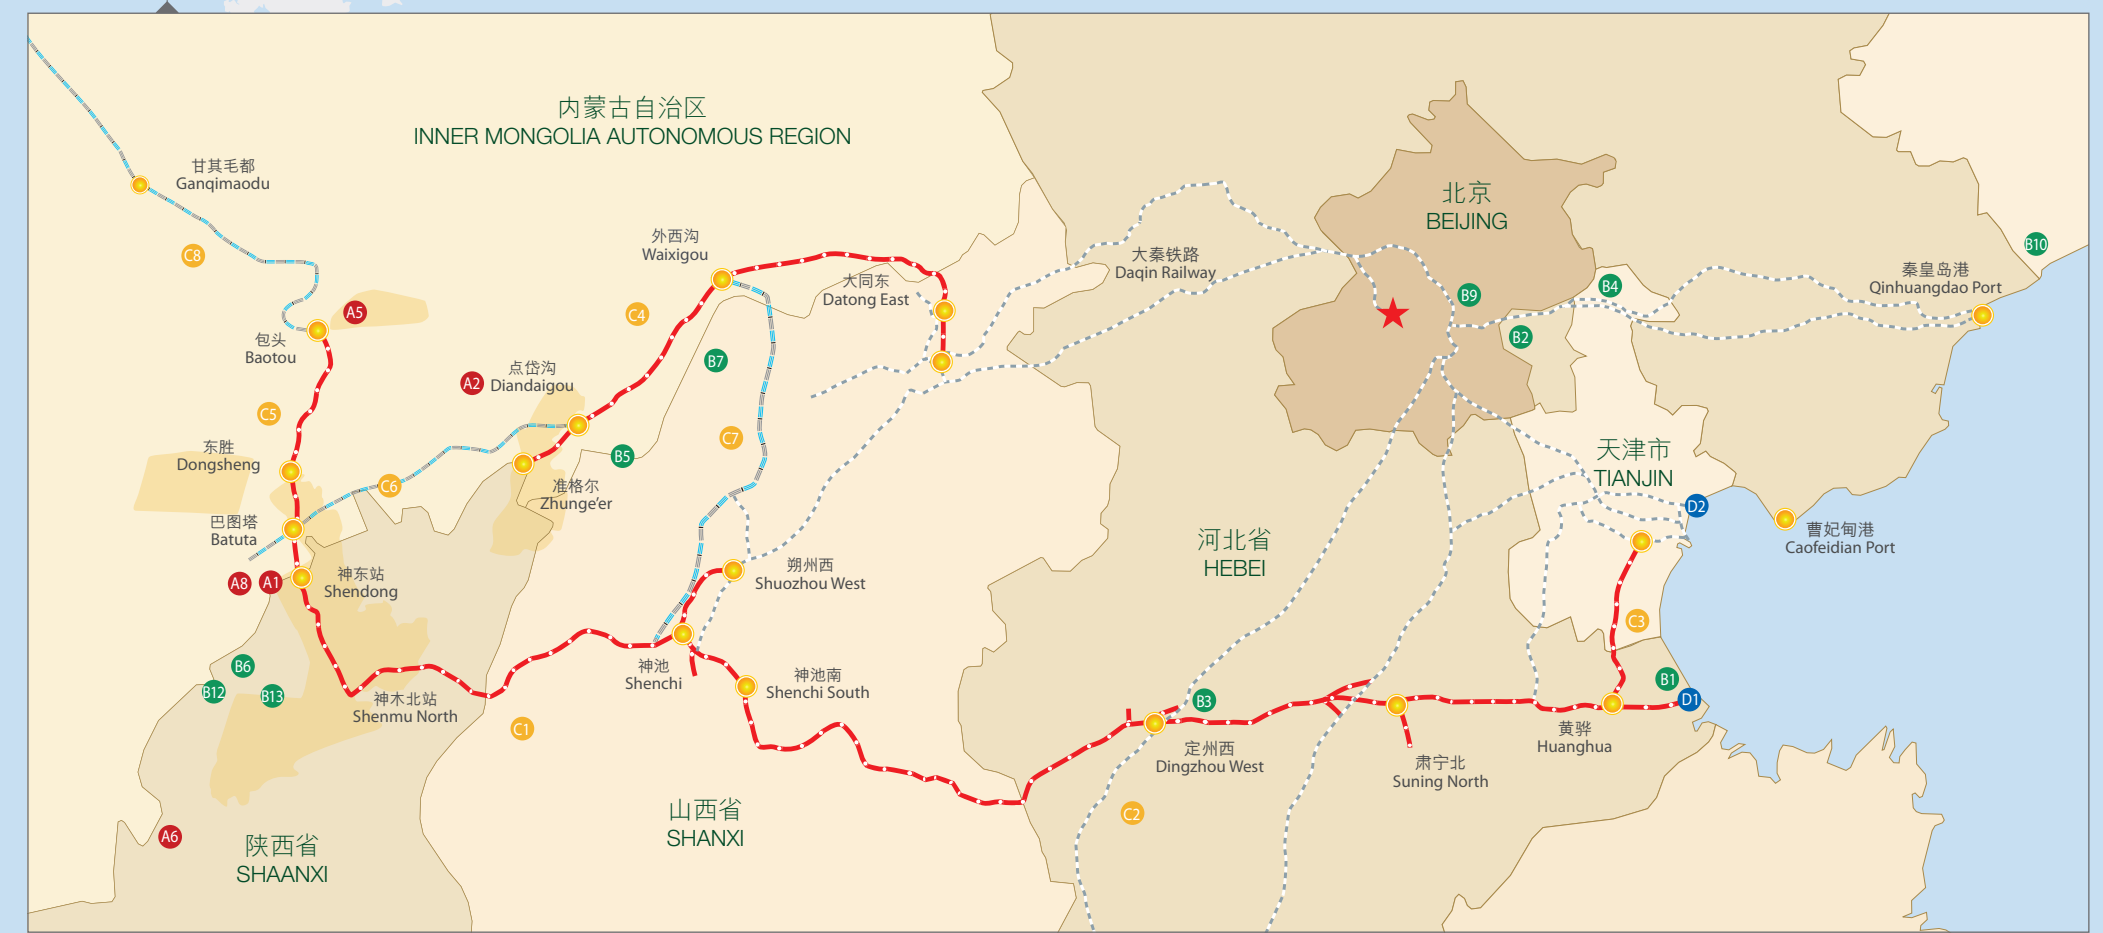 内蒙古自治区
INNER MONGOLIA AUTONOMOUS REGION
甘其毛都
Ganqimaodu
C8
外西沟
Waixigou
大同东
Datong East
大秦铁路
Daqin Railway
北京
BEIJING
B10
秦皇岛港
Qinhuangdao Port
B4
B9
B2
A5
C4
包头
Baotou
B7
点岱沟
Diandaigou
A2
C5
东胜
Dongsheng
C7
B5
C6
准格尔
Zhunge'er
天津市
TIANJIN
D2
曹妃甸港
Caofeidian Port
巴图塔
Batuta
河北省
HEBEI
A8
A1
神东站
Shendong
朔州西
Shuozhou West
C3
B6
B12
B13
神木北站
Shenmu North
神池
Shenchi
神池南
Shenchi South
B1
D1
B3
C1
定州西
Dingzhou West
黄骅
Huanghua
肃宁北
Suning North
C2
山西省
SHANXI
A6
陕西省
SHAANXI